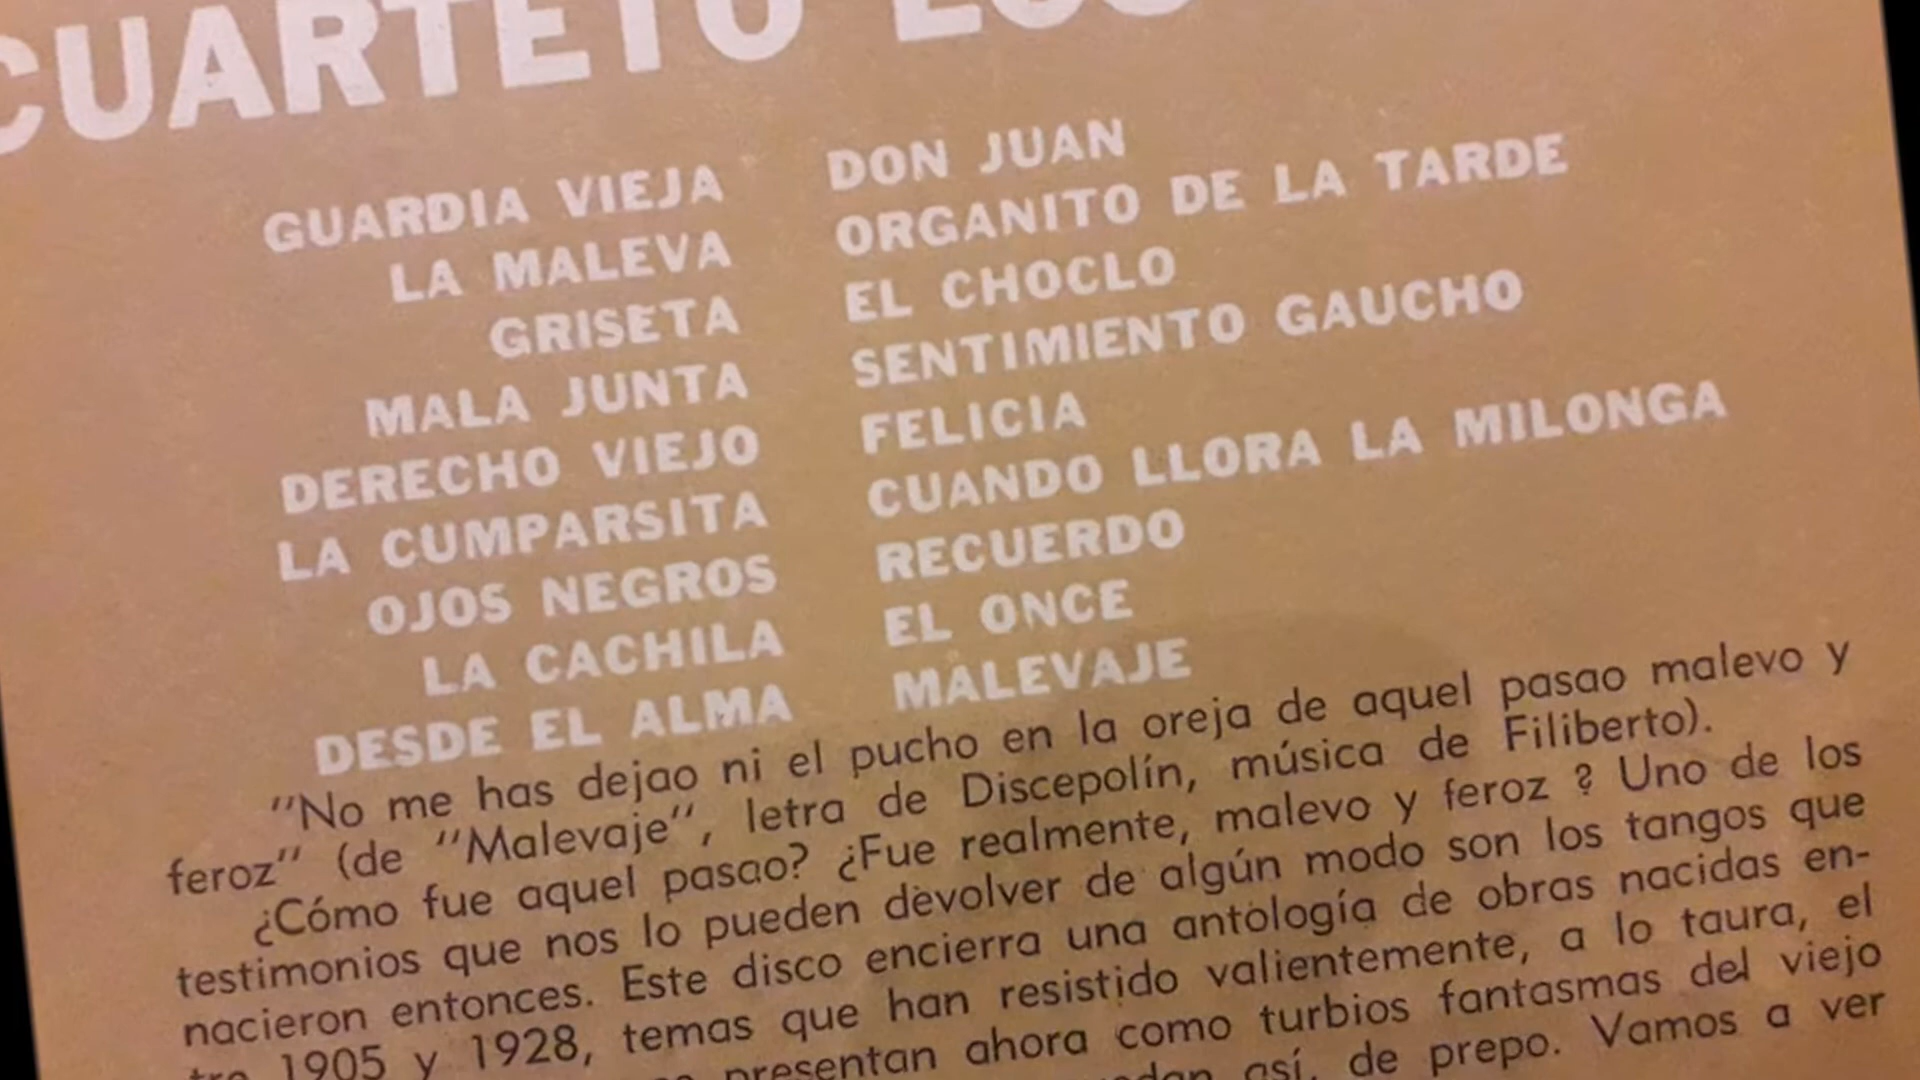 CUARTETO LOS
GUARDIA VIEJA
LA MALEVA
GRISETA
MALA JUNTA
DERECHO VIEJO
LA CUMPARSITA
OJOS NEGROS
LA CACHILA
DESDE EL ALMA
DON JUAN
ORGANITO DE LA TARDE
EL CHOCLO
SENTIMIENTO GAUCHO
FELICIA
CUANDO LLORA LA MILONGA
RECUERDO
EL ONCE
MALEVAJE
"No me has dejao ni el pucho en la oreja de aquel pasao malevo y
feroz" (de "Malevaje", letra de Discepolín, música de Filiberto).
¿Cómo fue aquel pasao? ¿Fue realmente, malevo y feroz ? Uno de los
testimonios que nos lo pueden devolver de algún modo son los tangos que
nacieron entonces. Este disco encierra una antología de obras nacidas en-
tre 1905 y 1928, temas que han resistido valientemente, a lo taura, el
presentan ahora como turbios fantasmas del viejo
así, de prepo. Vamos a ver